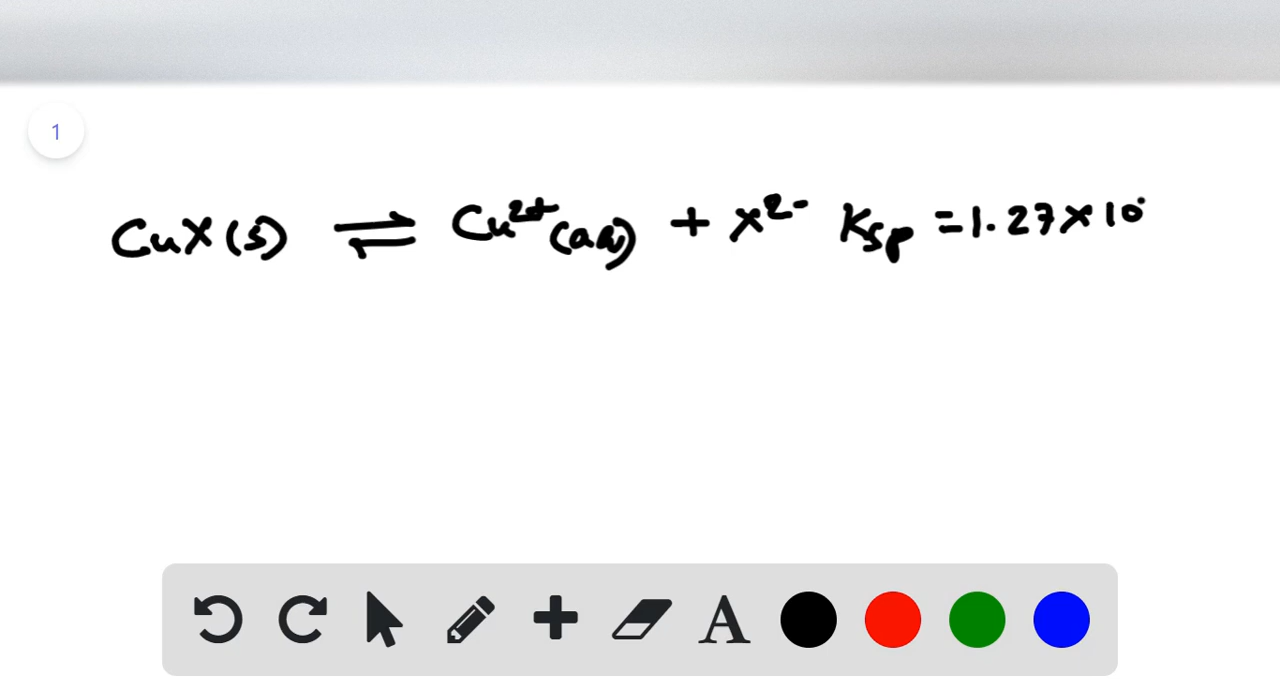 1
CuX(s) ⇌ Cu²⁺(aq) + X²⁻ Ksp = 1.27 × 10
A